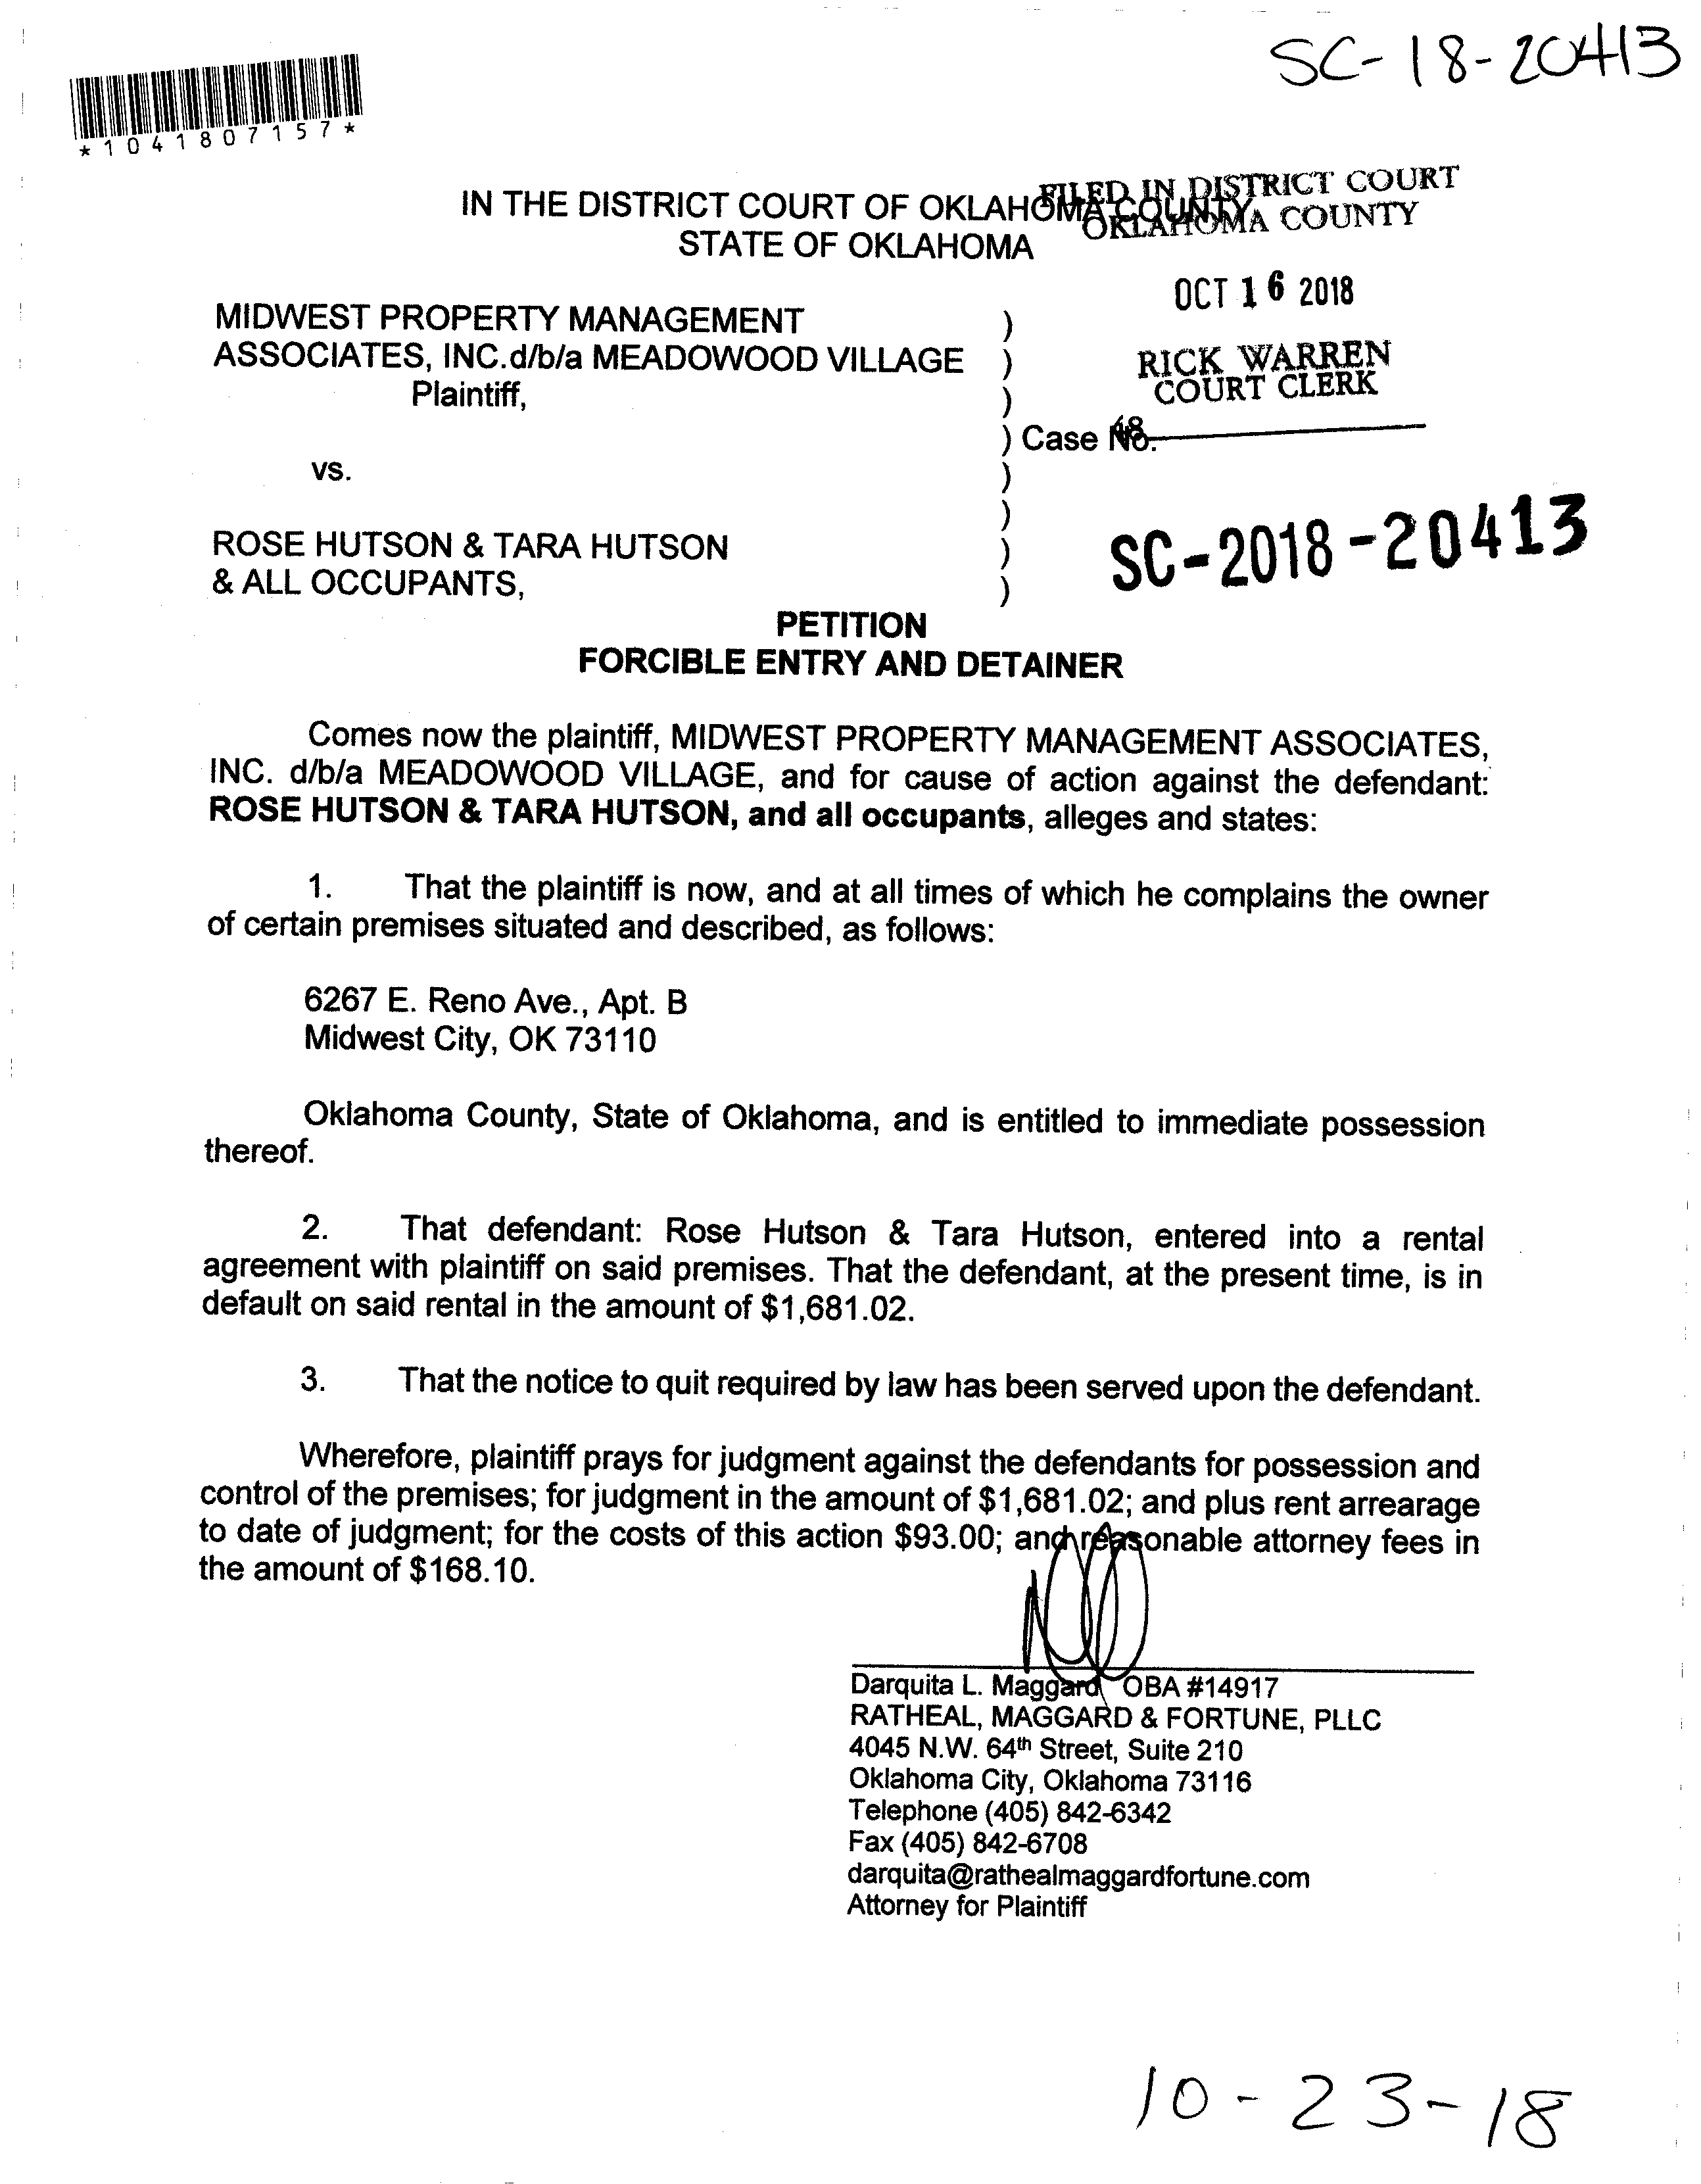 SC-18-20413
*1041807157*
IN THE DISTRICT COURT OF OKLAHOMA COUNTY
FILED IN DISTRICT COURT
OKLAHOMA COUNTY
STATE OF OKLAHOMA
OCT 16 2018
MIDWEST PROPERTY MANAGEMENT )
ASSOCIATES, INC.d/b/a MEADOWOOD VILLAGE )
RICK WARREN
COURT CLERK
Plaintiff, )
) Case No.
48
vs. )
)
SC-2018-20413
ROSE HUTSON & TARA HUTSON )
& ALL OCCUPANTS, )
PETITION
FORCIBLE ENTRY AND DETAINER
Comes now the plaintiff, MIDWEST PROPERTY MANAGEMENT ASSOCIATES,
INC. d/b/a MEADOWOOD VILLAGE, and for cause of action against the defendant:
ROSE HUTSON & TARA HUTSON, and all occupants, alleges and states:
1. That the plaintiff is now, and at all times of which he complains the owner
of certain premises situated and described, as follows:
6267 E. Reno Ave., Apt. B
Midwest City, OK 73110
Oklahoma County, State of Oklahoma, and is entitled to immediate possession
thereof.
2. That defendant: Rose Hutson & Tara Hutson, entered into a rental
agreement with plaintiff on said premises. That the defendant, at the present time, is in
default on said rental in the amount of $1,681.02.
3. That the notice to quit required by law has been served upon the defendant.
Wherefore, plaintiff prays for judgment against the defendants for possession and
control of the premises; for judgment in the amount of $1,681.02; and plus rent arrearage
to date of judgment; for the costs of this action $93.00; and reasonable attorney fees in
the amount of $168.10.
Darquita L. Maggard OBA #14917
RATHEAL, MAGGARD & FORTUNE, PLLC
4045 N.W. 64th Street, Suite 210
Oklahoma City, Oklahoma 73116
Telephone (405) 842-6342
Fax (405) 842-6708
darquita@rathealmaggardfortune.com
Attorney for Plaintiff
10-23-18